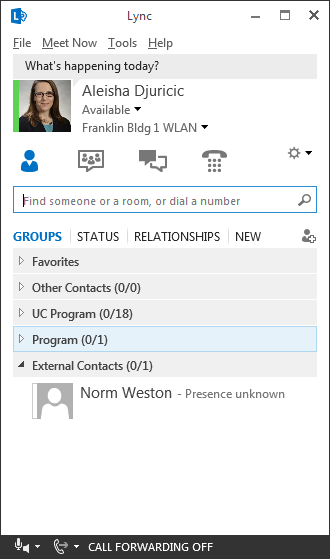 Lync
File Meet Now Tools Help
What's happening today?
Aleisha Djuricic
Available
Franklin Bldg 1 WLAN
Find someone or a room, or dial a number
GROUPS STATUS RELATIONSHIPS NEW
Favorites
Other Contacts (0/0)
UC Program (0/18)
Program (0/1)
External Contacts (0/1)
Norm Weston - Presence unknown
CALL FORWARDING OFF